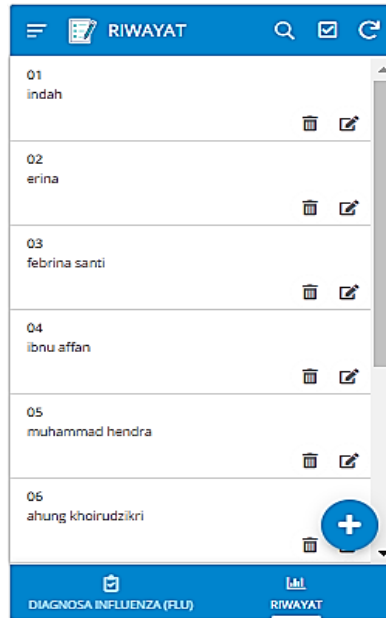 RIWAYAT
01
indah
02
erina
03
febrina santi
04
ibnu affan
05
muhammad hendra
06
ahung khoirudzikri
DIAGNOSA INFLUENZA (FLU)
RIWAYAT